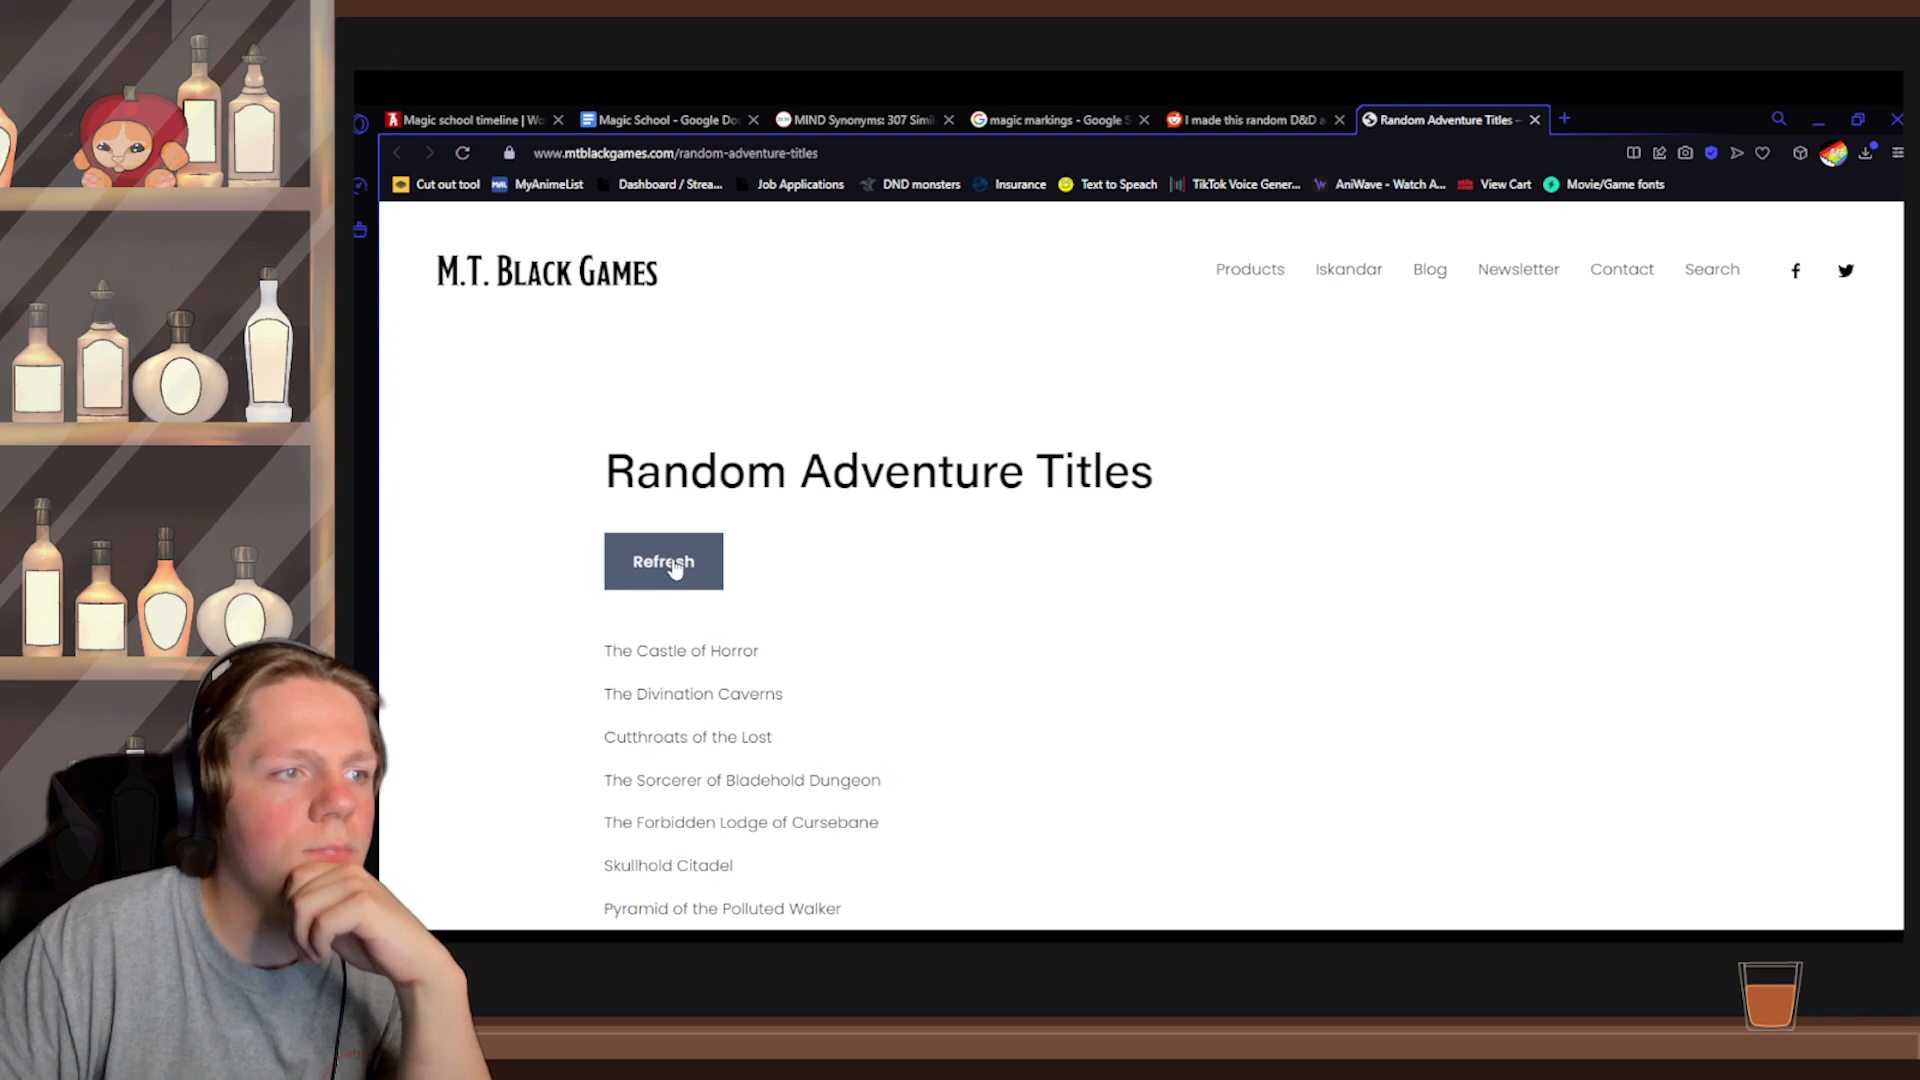 Magic school timeline | Wo
Magic School - Google Do
MIND Synonyms: 307 Simil
magic markings - Google S
I made this random D&D a
Random Adventure Titles –
www.mtblackgames.com/random-adventure-titles
Cut out tool
MyAnimeList
Dashboard / Strea...
Job Applications
DND monsters
Insurance
Text to Speech
TikTok Voice Gener...
AniWave - Watch A...
View Cart
Movie/Game fonts
M.T. Black Games
Products
Iskandar
Blog
Newsletter
Contact
Search
Random Adventure Titles
Refresh
The Castle of Horror
The Divination Caverns
Cutthroats of the Lost
The Sorcerer of Bladehold Dungeon
The Forbidden Lodge of Cursebane
Skullhold Citadel
Pyramid of the Polluted Walker